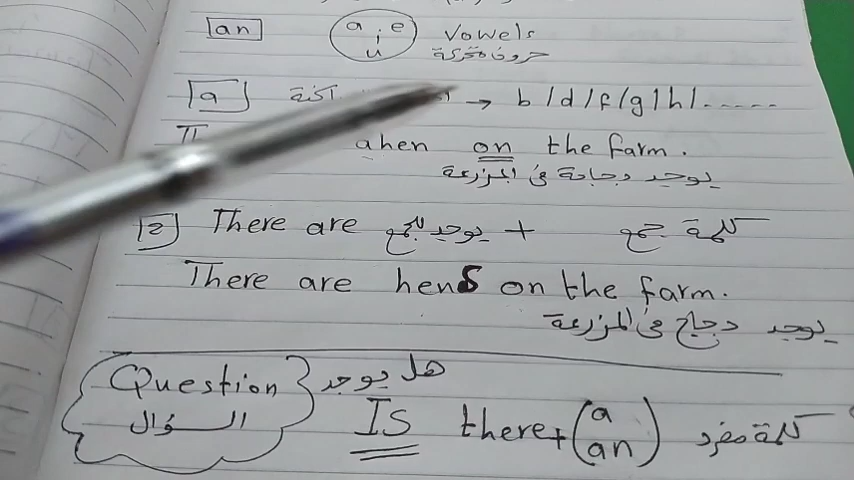 an a e i u Vowels
حروف متحركة
a → b/d/f/g/h/.....
a hen on the farm.
يوجد دجاجة في المزرعة
2 There are يوجد للجمع + كلمة جمع
There are hens on the farm.
يوجد دجاج في المزرعة
Question هل يوجد
السؤال Is there + (a an) كلمة مفرد